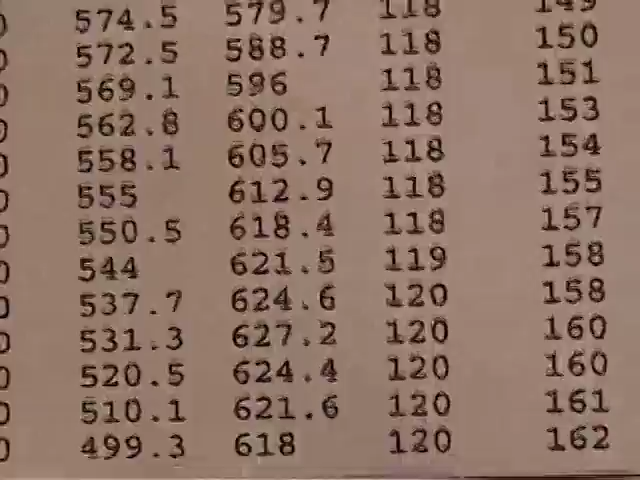 574.5 579.7 118 149
572.5 588.7 118 150
569.1 596 118 151
562.8 600.1 118 153
558.1 605.7 118 154
555 612.9 118 155
550.5 618.4 118 157
544 621.5 119 158
537.7 624.6 120 158
531.3 627.2 120 160
520.5 624.4 120 160
510.1 621.6 120 161
499.3 618 120 162